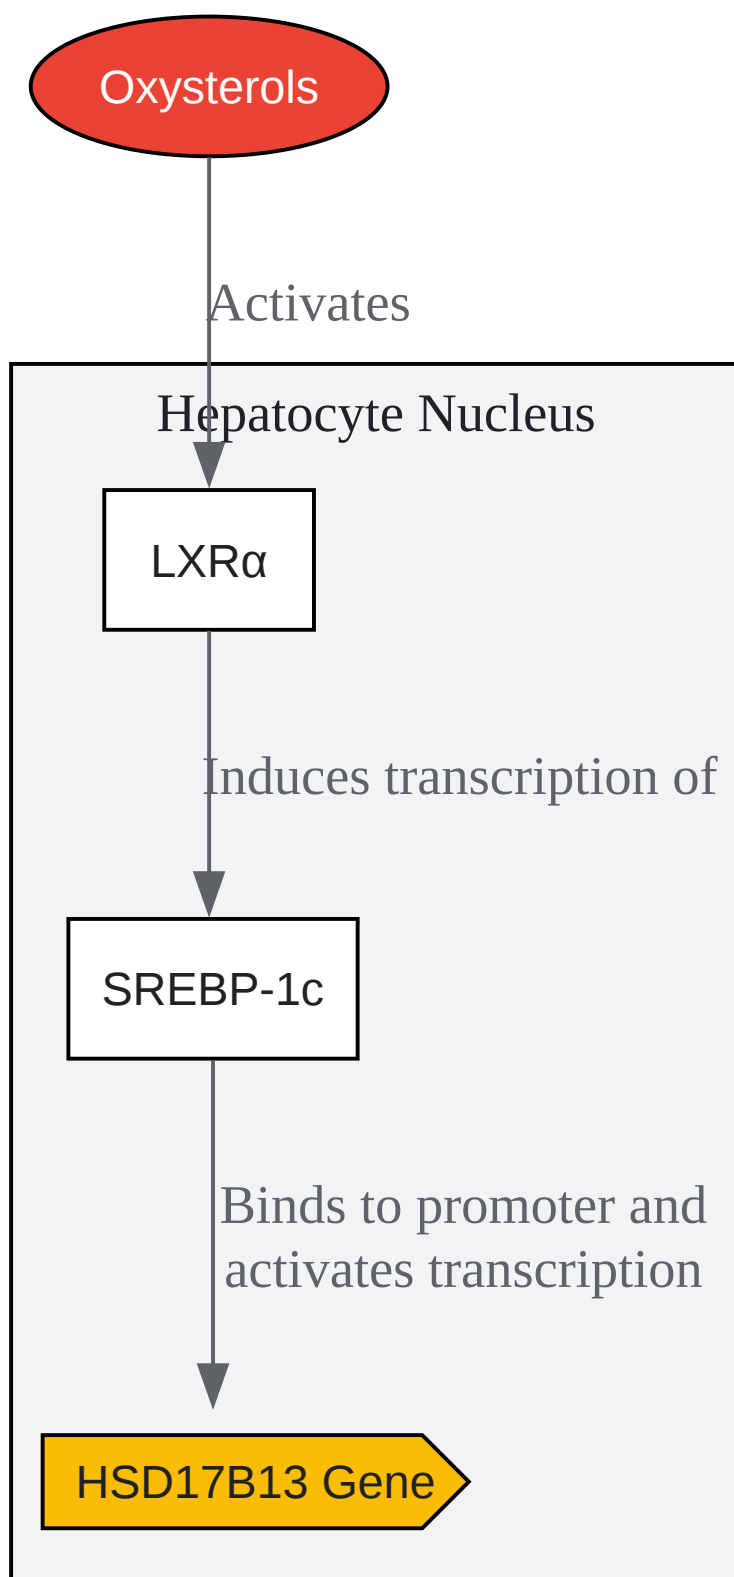 Oxysterols
Activates
Hepatocyte Nucleus
LXRα
Induces transcription of
SREBP-1c
Binds to promoter and
activates transcription
HSD17B13 Gene